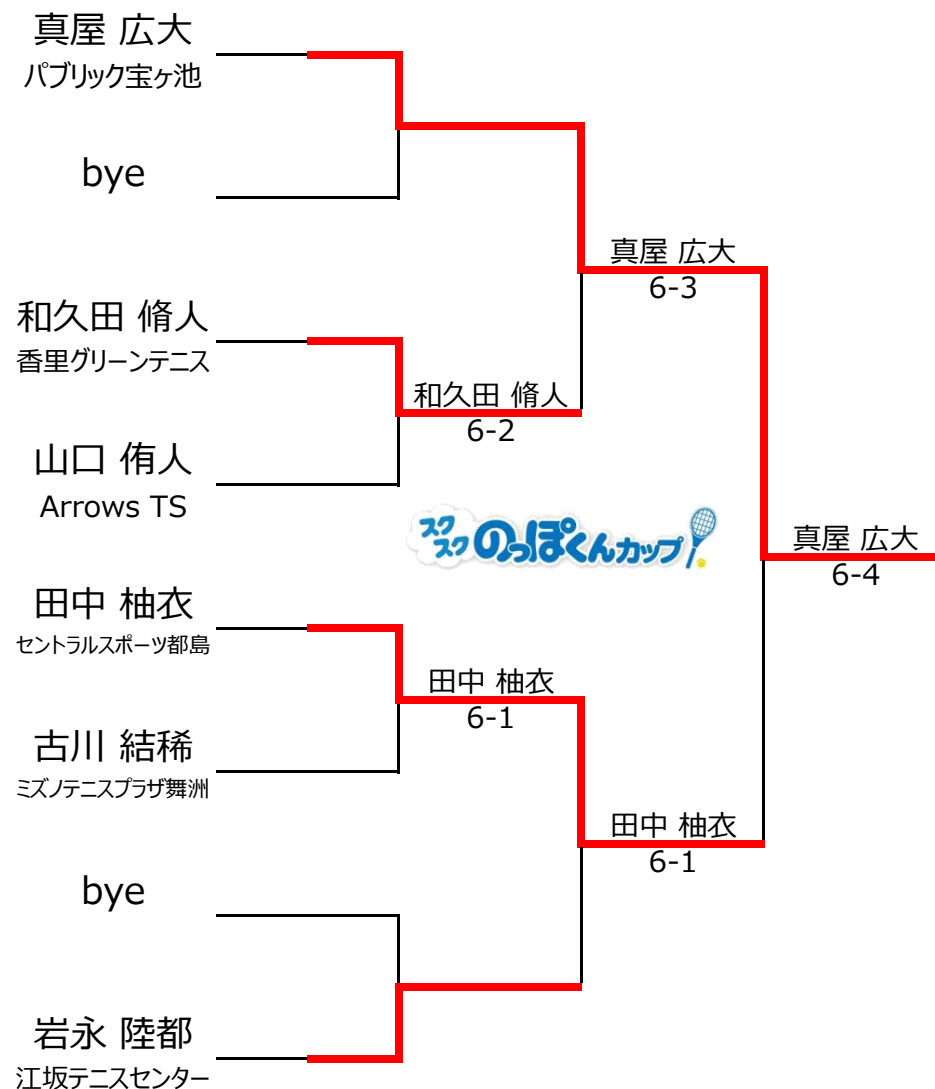 真屋 広大
パブリック宝ヶ池
bye
真屋 広大
6-3
和久田 脩人
香里グリーンテニス
和久田 脩人
6-2
山口 侑人
Arrows TS
スクスク のっぽくんカップ
真屋 広大
6-4
田中 柚衣
セントラルスポーツ都島
田中 柚衣
6-1
古川 結稀
ミズノテニスプラザ舞洲
田中 柚衣
6-1
bye
岩永 陸都
江坂テニスセンター